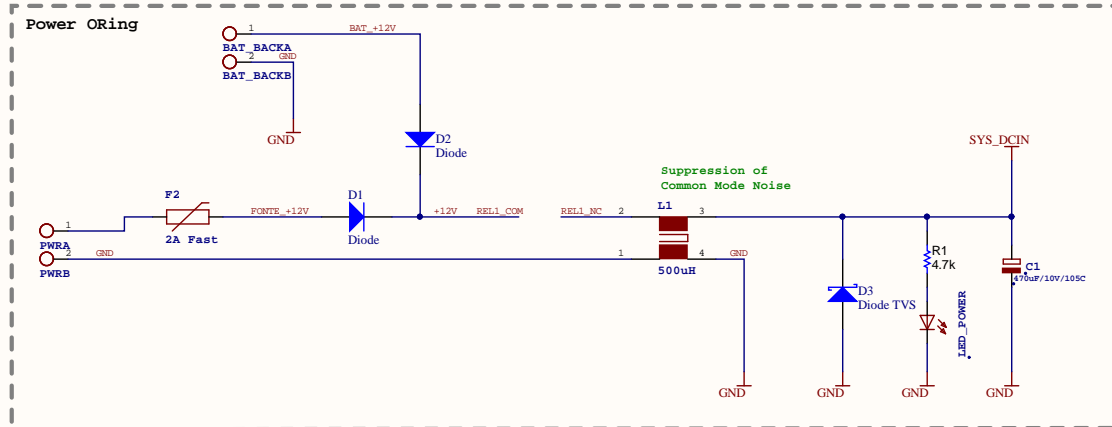 Power ORing
1
BAT_+12V
BAT_BACKA
2
GND
BAT_BACKB
GND
D2
Diode
SYS_DCIN
Suppression of
Common Mode Noise
F2
D1
L1
FONTE_+12V
+12V
REL1_COM
REL1_NC
2
3
1
PWRA
2A Fast
Diode
2
GND
PWRB
1
4
GND
500uH
R1
4.7k
C1
470uF/10V/105C
D3
Diode TVS
LED_POWER
GND
GND
GND
GND